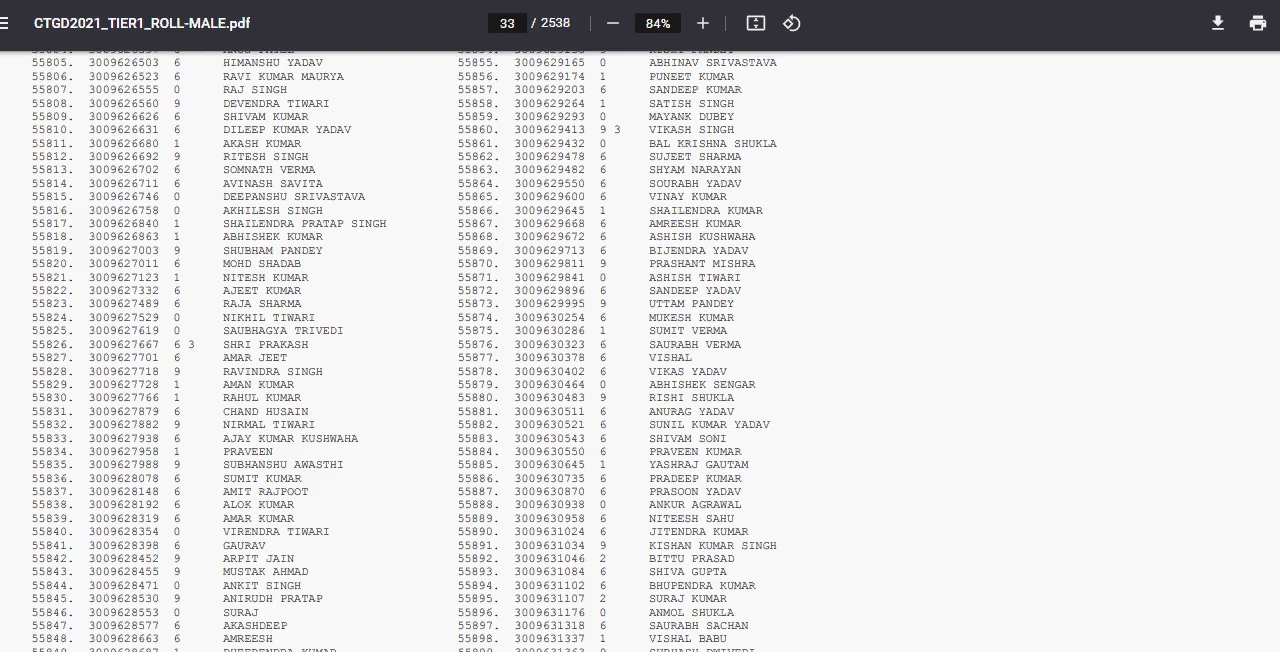 CTGD2021_TIER1_ROLL-MALE.pdf 33 / 2538 84%
55805. 3009626503 6 HIMANSHU YADAV 55855. 3009629165 0 ABHINAV SRIVASTAVA
55806. 3009626523 6 RAVI KUMAR MAURYA 55856. 3009629174 1 PUNEET KUMAR
55807. 3009626555 0 RAJ SINGH 55857. 3009629203 6 SANDEEP KUMAR
55808. 3009626560 9 DEVENDRA TIWARI 55858. 3009629264 1 SATISH SINGH
55809. 3009626626 6 SHIVAM KUMAR 55859. 3009629293 0 MAYANK DUBEY
55810. 3009626631 6 DILEEP KUMAR YADAV 55860. 3009629413 9 3 VIKASH SINGH
55811. 3009626680 1 AKASH KUMAR 55861. 3009629432 0 BAL KRISHNA SHUKLA
55812. 3009626692 9 RITESH SINGH 55862. 3009629478 6 SUJEET SHARMA
55813. 3009626702 6 SOMNATH VERMA 55863. 3009629482 6 SHYAM NARAYAN
55814. 3009626711 6 AVINASH SAVITA 55864. 3009629550 6 SOURABH YADAV
55815. 3009626746 0 DEEPANSHU SRIVASTAVA 55865. 3009629600 6 VINAY KUMAR
55816. 3009626758 0 AKHILESH SINGH 55866. 3009629645 1 SHAILENDRA KUMAR
55817. 3009626840 1 SHAILENDRA PRATAP SINGH 55867. 3009629668 6 AMREESH KUMAR
55818. 3009626863 1 ABHISHEK KUMAR 55868. 3009629672 6 ASHISH KUSHWAHA
55819. 3009627003 9 SHUBHAM PANDEY 55869. 3009629713 6 BIJENDRA YADAV
55820. 3009627011 6 MOHD SHADAB 55870. 3009629811 9 PRASHANT MISHRA
55821. 3009627123 1 NITESH KUMAR 55871. 3009629841 0 ASHISH TIWARI
55822. 3009627332 6 AJEET KUMAR 55872. 3009629896 6 SANDEEP YADAV
55823. 3009627489 6 RAJA SHARMA 55873. 3009629995 9 UTTAM PANDEY
55824. 3009627529 0 NIKHIL TIWARI 55874. 3009630254 6 MUKESH KUMAR
55825. 3009627619 0 SAUBHAGYA TRIVEDI 55875. 3009630286 1 SUMIT VERMA
55826. 3009627667 6 3 SHRI PRAKASH 55876. 3009630323 6 SAURABH VERMA
55827. 3009627701 6 AMAR JEET 55877. 3009630378 6 VISHAL
55828. 3009627718 9 RAVINDRA SINGH 55878. 3009630402 6 VIKAS YADAV
55829. 3009627728 1 AMAN KUMAR 55879. 3009630464 0 ABHISHEK SENGAR
55830. 3009627766 1 RAHUL KUMAR 55880. 3009630483 9 RISHI SHUKLA
55831. 3009627879 6 CHAND HUSAIN 55881. 3009630511 6 ANURAG YADAV
55832. 3009627882 9 NIRMAL TIWARI 55882. 3009630521 6 SUNIL KUMAR YADAV
55833. 3009627938 6 AJAY KUMAR KUSHWAHA 55883. 3009630543 6 SHIVAM SONI
55834. 3009627958 1 PRAVEEN 55884. 3009630550 6 PRAVEEN KUMAR
55835. 3009627988 9 SUBHANSHU AWASTHI 55885. 3009630645 1 YASHRAJ GAUTAM
55836. 3009628078 6 SUMIT KUMAR 55886. 3009630735 6 PRADEEP KUMAR
55837. 3009628148 6 AMIT RAJPOOT 55887. 3009630870 6 PRASOON YADAV
55838. 3009628192 6 ALOK KUMAR 55888. 3009630938 0 ANKUR AGRAWAL
55839. 3009628319 6 AMAR KUMAR 55889. 3009630958 6 NITEESH SAHU
55840. 3009628354 0 VIRENDRA TIWARI 55890. 3009631024 6 JITENDRA KUMAR
55841. 3009628398 6 GAURAV 55891. 3009631034 9 KISHAN KUMAR SINGH
55842. 3009628452 9 ARPIT JAIN 55892. 3009631046 2 BITTU PRASAD
55843. 3009628455 9 MUSTAK AHMAD 55893. 3009631084 6 SHIVA GUPTA
55844. 3009628471 0 ANKIT SINGH 55894. 3009631102 6 BHUPENDRA KUMAR
55845. 3009628530 9 ANIRUDH PRATAP 55895. 3009631107 2 SURAJ KUMAR
55846. 3009628553 0 SURAJ 55896. 3009631176 0 ANMOL SHUKLA
55847. 3009628577 6 AKASHDEEP 55897. 3009631318 6 SAURABH SACHAN
55848. 3009628663 6 AMREESH 55898. 3009631337 1 VISHAL BABU